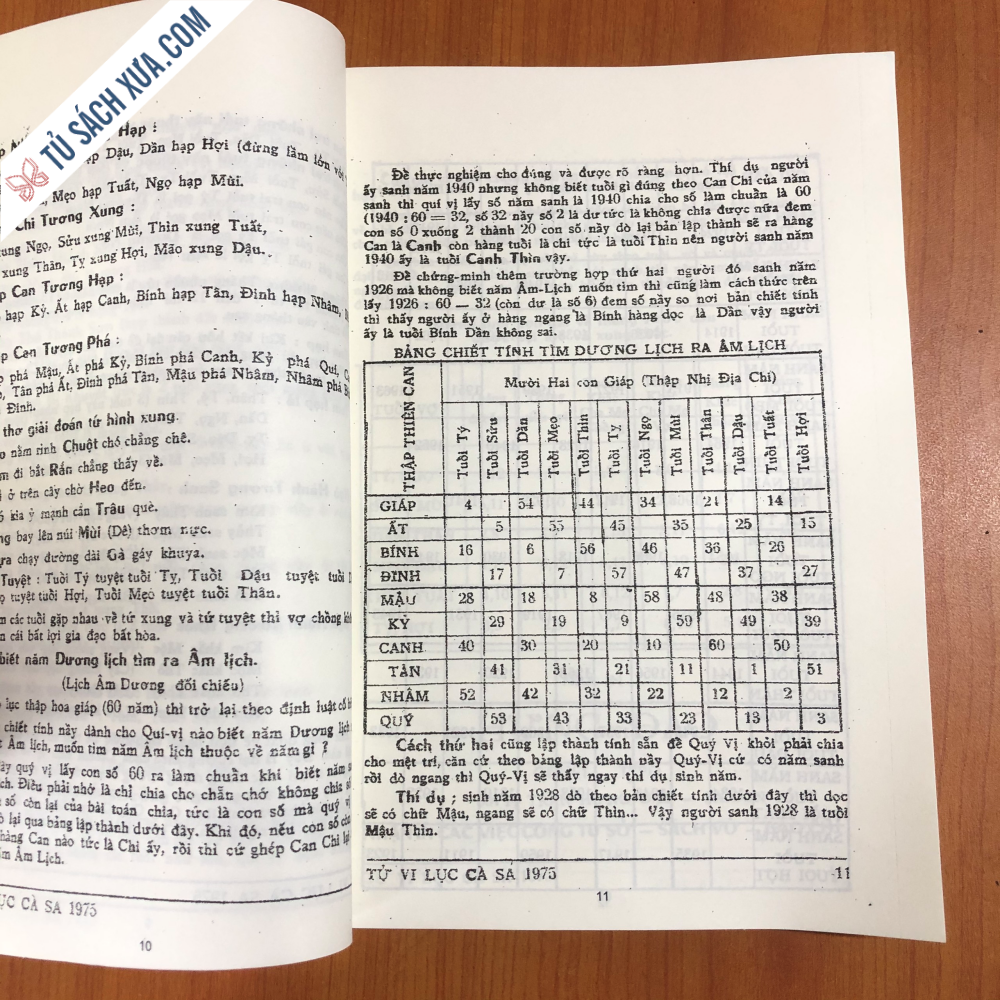 TỦ SÁCH XƯA.COM
Hạp :
Dậu, Dần hạp Hợi (đừng lầm lớn với
Mẹo hạp Tuất, Ngọ hạp Mùi.
Chi Tương Xung :
Ngọ, Sửu xung Mùi, Thìn xung Tuất,
xung Thân, Tỵ xung Hợi, Mão xung Dậu.
Can Tương Hạp :
hạp Kỷ. Ất hạp Canh, Bính hạp Tân, Đinh hạp Nhâm,
Can Tương Phá :
phá Mậu, Ất phá Kỷ, Bính phá Canh, Kỷ phá Quí,
Tân phá Ất, Đinh phá Tân, Mậu phá Nhâm, Nhâm phá
Đinh.
thơ giải đoán tứ hình xung.
nằm rình Chuột chó chẳng chê.
đi bắt Rắn chẳng thấy về.
ở trên cây chờ Heo đến.
kia ý mạnh cản Trâu què.
bay lên núi Mùi (Dê) thơm nực.
chạy đường dài Gà gáy khuya.
Tuyệt : Tuổi Tý tuyệt tuổi Tỵ, Tuổi Dậu tuyệt tuổi
tuyệt tuổi Hợi, Tuổi Mẹo tuyệt tuổi Thân.
các tuổi gặp nhau về tứ xung và tứ tuyệt thì vợ chồng
cái bất lợi gia đạo bất hòa.
biết năm Dương lịch tìm ra Âm lịch.
(Lịch Âm Dương đối chiếu)
lục thập hoa giáp (60 năm) thì trở lại theo định luật cố
chiết tính này dành cho Quí-vị nào biết năm Dương lịch
Âm lịch, muốn tìm năm Âm lịch thuộc về năm gì ?
quý vị lấy con số 60 ra làm chuẩn khi biết năm
Điều phải nhớ là chỉ chia cho chẵn chớ không chia
số còn lại của bài toán chia, tức là con số mà quý vị
lại qua bảng lập thành dưới đây. Khi đó, nếu con số của
hàng Can nào tức là Chi ấy, rồi thì cứ ghép Can Chi lại
Âm Lịch.
LỤC CẢ SA 1975
10
Để thực nghiệm cho đúng và được rõ ràng hơn. Thí dụ người
ấy sanh năm 1940 nhưng không biết tuổi gì đúng theo Can Chi của năm
sanh thì quí vị lấy số năm sanh là 1940 chia cho số làm chuẩn là 60
(1940 : 60 = 32, số 32 này số 2 là dư tức là không chia được nữa đem
con số 0 xuống 2 thành 20 con số này dò lại bản lập thành sẽ ra hàng
Can là Canh còn hàng tuổi là chi tức là tuổi Thìn nên người sanh năm
1940 ấy là tuổi Canh Thìn vậy.
Để chứng-minh thêm trường hợp thứ hai người đó sanh năm
1926 mà không biết năm Âm-Lịch muốn tìm thì cũng làm cách thức trên
lấy 1926 : 60 — 32 (còn dư là số 6) đem số này so nơi bản chiết tính
thì thấy người ấy ở hàng ngang là Bính hàng dọc là Dần vậy người
ấy là tuổi Bính Dần không sai.
BẢNG CHIẾT TÍNH TÌM DƯƠNG LỊCH RA ÂM LỊCH
THẬP THIÊN CAN
Mười Hai con Giáp (Thập Nhị Địa Chi)
Tuổi Tý Tuổi Sửu Tuổi Dần Tuổi Mẹo Tuổi Thìn Tuổi Tỵ Tuổi Ngọ Tuổi Mùi Tuổi Thân Tuổi Dậu Tuổi Tuất Tuổi Hợi
GIÁP 4 54 44 34 24 14
ẤT 5 55 45 35 25 15
BÍNH 16 6 56 46 36 26
ĐINH 17 7 57 47 37 27
MẬU 28 18 8 58 48 38
KỶ 29 19 9 59 49 39
CANH 40 30 20 10 60 50
TÂN 41 31 21 11 1 51
NHÂM 52 42 32 22 12 2
QUÝ 53 43 33 23 13 3
Cách thứ hai cũng lập thành tính sẵn để Quý Vị khỏi phải chia
cho mệt trí, căn cứ theo bảng lập thành này Quý-Vị cứ có năm sanh
rồi dò ngang thì Quý-Vị sẽ thấy ngay thí dụ sinh năm.
Thí dụ ; sinh năm 1928 dò theo bản chiết tính dưới đây thì dọc
sẽ có chữ Mậu, ngang sẽ có chữ Thìn... Vậy người sanh 1928 là tuổi
Mậu Thìn.
TỬ VI LỤC CẢ SA 1975 11
11